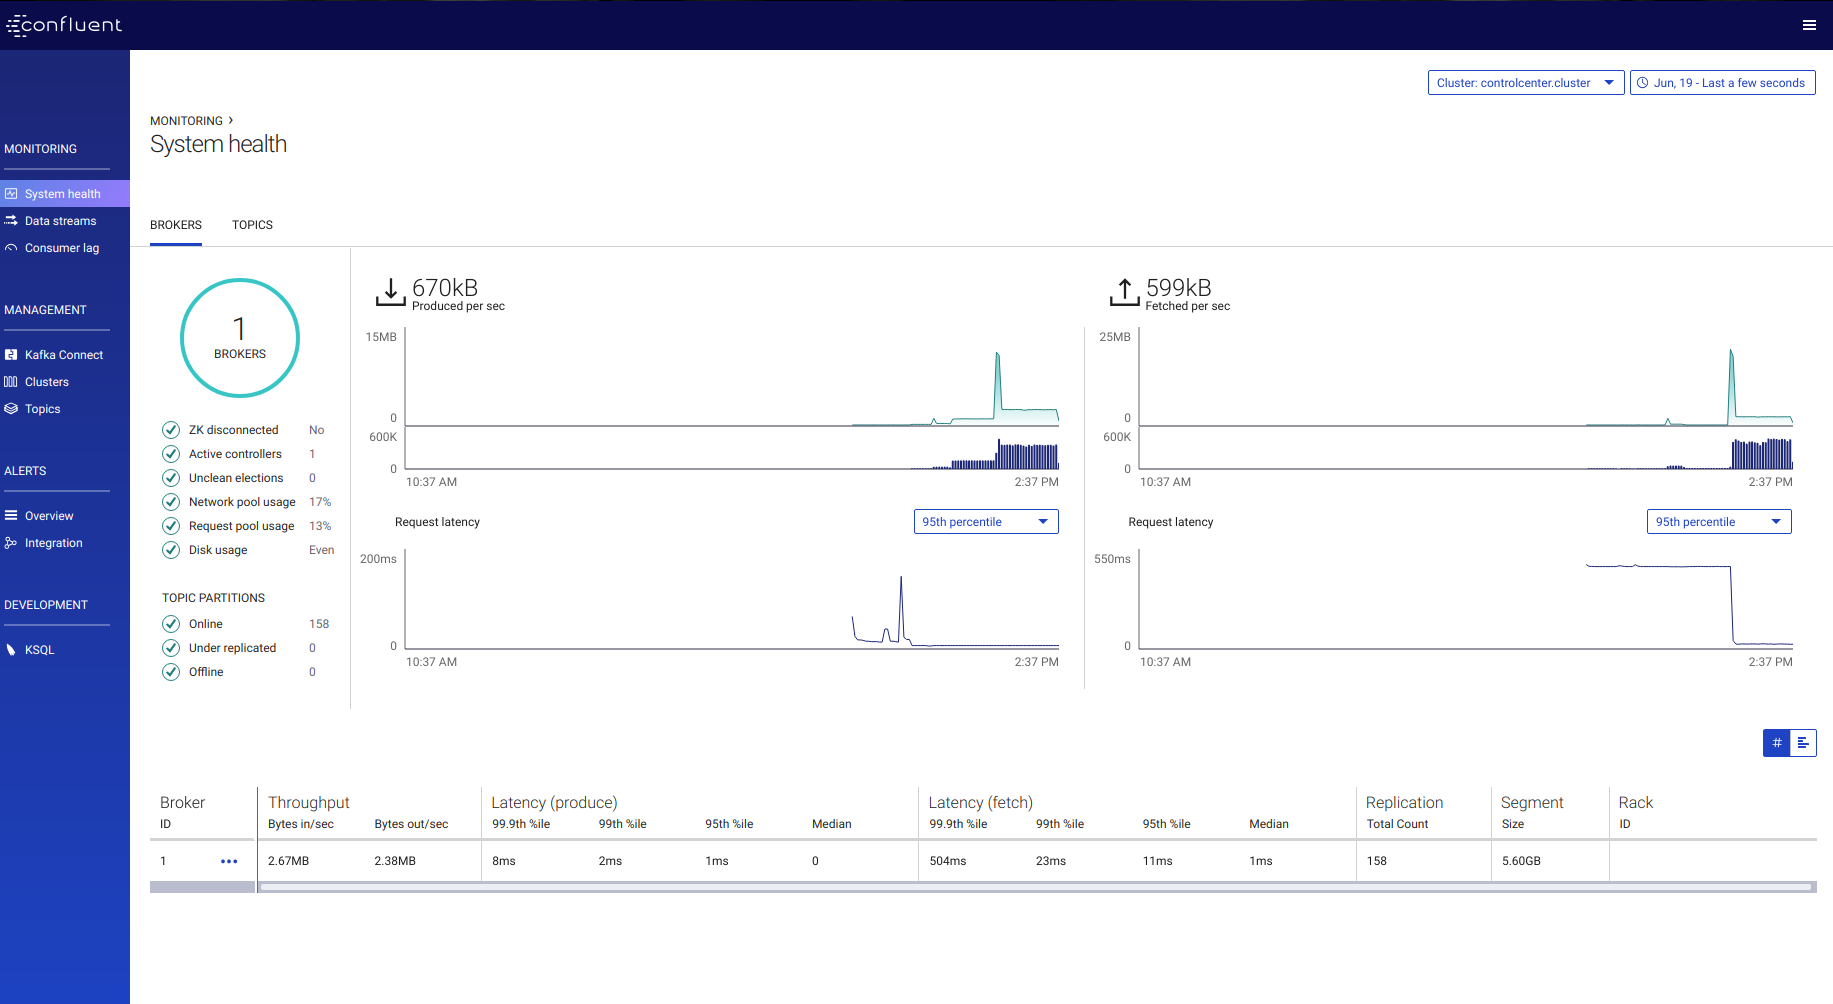 confluent
Cluster: controlcenter.cluster
Jun, 19 - Last a few seconds
MONITORING
System health
Data streams
Consumer lag
MANAGEMENT
Kafka Connect
Clusters
Topics
ALERTS
Overview
Integration
DEVELOPMENT
KSQL
MONITORING ›
System health
BROKERS TOPICS
1
BROKERS
ZK disconnected No
Active controllers 1
Unclean elections 0
Network pool usage 17%
Request pool usage 13%
Disk usage Even
TOPIC PARTITIONS
Online 158
Under replicated 0
Offline 0
670kB
Produced per sec
15MB
0
600K
0
10:37 AM 2:37 PM
Request latency 95th percentile
200ms
0
10:37 AM 2:37 PM
599kB
Fetched per sec
25MB
0
600K
0
10:37 AM 2:37 PM
Request latency 95th percentile
550ms
0
10:37 AM 2:37 PM
#
Broker Throughput Latency (produce) Latency (fetch) Replication Segment Rack
ID Bytes in/sec Bytes out/sec 99.9th %ile 99th %ile 95th %ile Median 99.9th %ile 99th %ile 95th %ile Median Total Count Size ID
1 ••• 2.67MB 2.38MB 8ms 2ms 1ms 0 504ms 23ms 11ms 1ms 158 5.60GB